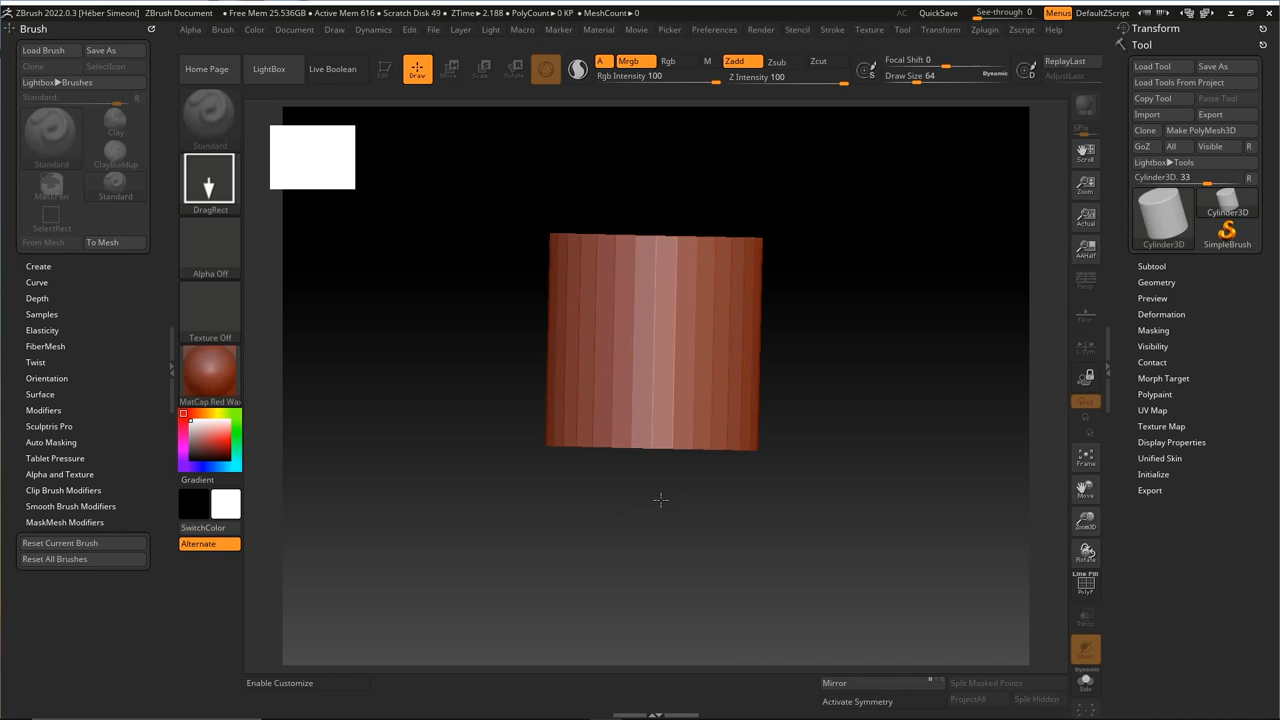 ZBrush 2022.0.3 [Héber Simeoni] ZBrush Document ● Free Mem 25.536GB ● Active Mem 616 ● Scratch Disk 49 ● ZTime▶2.188 ● PolyCount▶0 KP ● MeshCount▶0 AC QuickSave See-through 0 Menus DefaultZScript
Brush
Transform
Alpha Brush Color Document Draw Dynamics Edit File Layer Light Macro Marker Material Movie Picker Preferences Render Stencil Stroke Texture Tool Transform Zplugin Zscript Help
Tool
Load Brush Save As
Clone SelectIcon
Lightbox▶Brushes
Standard. R
Standard
Clay
ClayBuildup
MaskPen
Standard
SelectRect
From Mesh To Mesh
Create
Curve
Depth
Samples
Elasticity
FiberMesh
Twist
Orientation
Surface
Modifiers
Sculptris Pro
Auto Masking
Tablet Pressure
Alpha and Texture
Clip Brush Modifiers
Smooth Brush Modifiers
MaskMesh Modifiers
Reset Current Brush
Reset All Brushes
Home Page LightBox Live Boolean
Edit Draw Move Scale Rotate
A Mrgb Rgb M Zadd Zsub Zcut
Rgb Intensity 100 Z Intensity 100
Focal Shift 0
Draw Size 64 Dynamic
S D
ReplayLast
AdjustLast
Standard
DragRect
Alpha Off
Texture Off
MatCap Red Wa
Gradient
SwitchColor
Alternate
Enable Customize
Mirror
Activate Symmetry
Split Masked Points
ProjectAll Split Hidden
SPix
Scroll
Zoom
Actual
AAHalf
Persp
Floor
L.Sym
Frame
Move
Zoom3D
Rotate
Line Fill
PolyF
Transp
Ghost
Dynamic
Solo
Load Tool Save As
Load Tools From Project
Copy Tool Paste Tool
Import Export
Clone Make PolyMesh3D
GoZ All Visible R
Lightbox▶Tools
Cylinder3D. 33 R
Cylinder3D
Cylinder3D
SimpleBrush
Subtool
Geometry
Preview
Deformation
Masking
Visibility
Contact
Morph Target
Polypaint
UV Map
Texture Map
Display Properties
Unified Skin
Initialize
Export